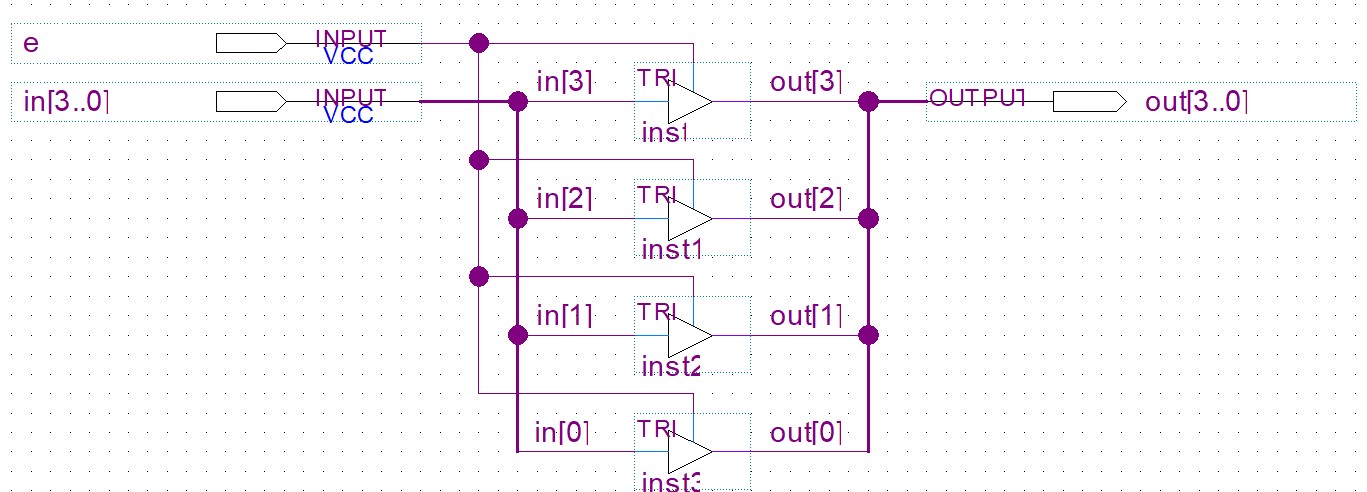 e INPUT
VCC
in[3..0] INPUT
VCC
in[3] TRI out[3] OUTPUT out[3..0]
inst
in[2] TRI out[2]
inst1
in[1] TRI out[1]
inst2
in[0] TRI out[0]
inst3